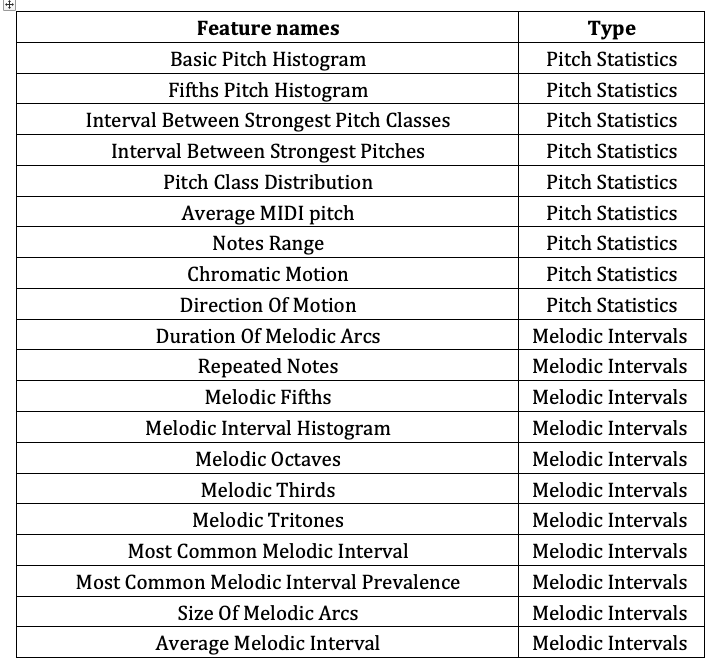 Feature names Type
Basic Pitch Histogram Pitch Statistics
Fifths Pitch Histogram Pitch Statistics
Interval Between Strongest Pitch Classes Pitch Statistics
Interval Between Strongest Pitches Pitch Statistics
Pitch Class Distribution Pitch Statistics
Average MIDI pitch Pitch Statistics
Notes Range Pitch Statistics
Chromatic Motion Pitch Statistics
Direction Of Motion Pitch Statistics
Duration Of Melodic Arcs Melodic Intervals
Repeated Notes Melodic Intervals
Melodic Fifths Melodic Intervals
Melodic Interval Histogram Melodic Intervals
Melodic Octaves Melodic Intervals
Melodic Thirds Melodic Intervals
Melodic Tritones Melodic Intervals
Most Common Melodic Interval Melodic Intervals
Most Common Melodic Interval Prevalence Melodic Intervals
Size Of Melodic Arcs Melodic Intervals
Average Melodic Interval Melodic Intervals